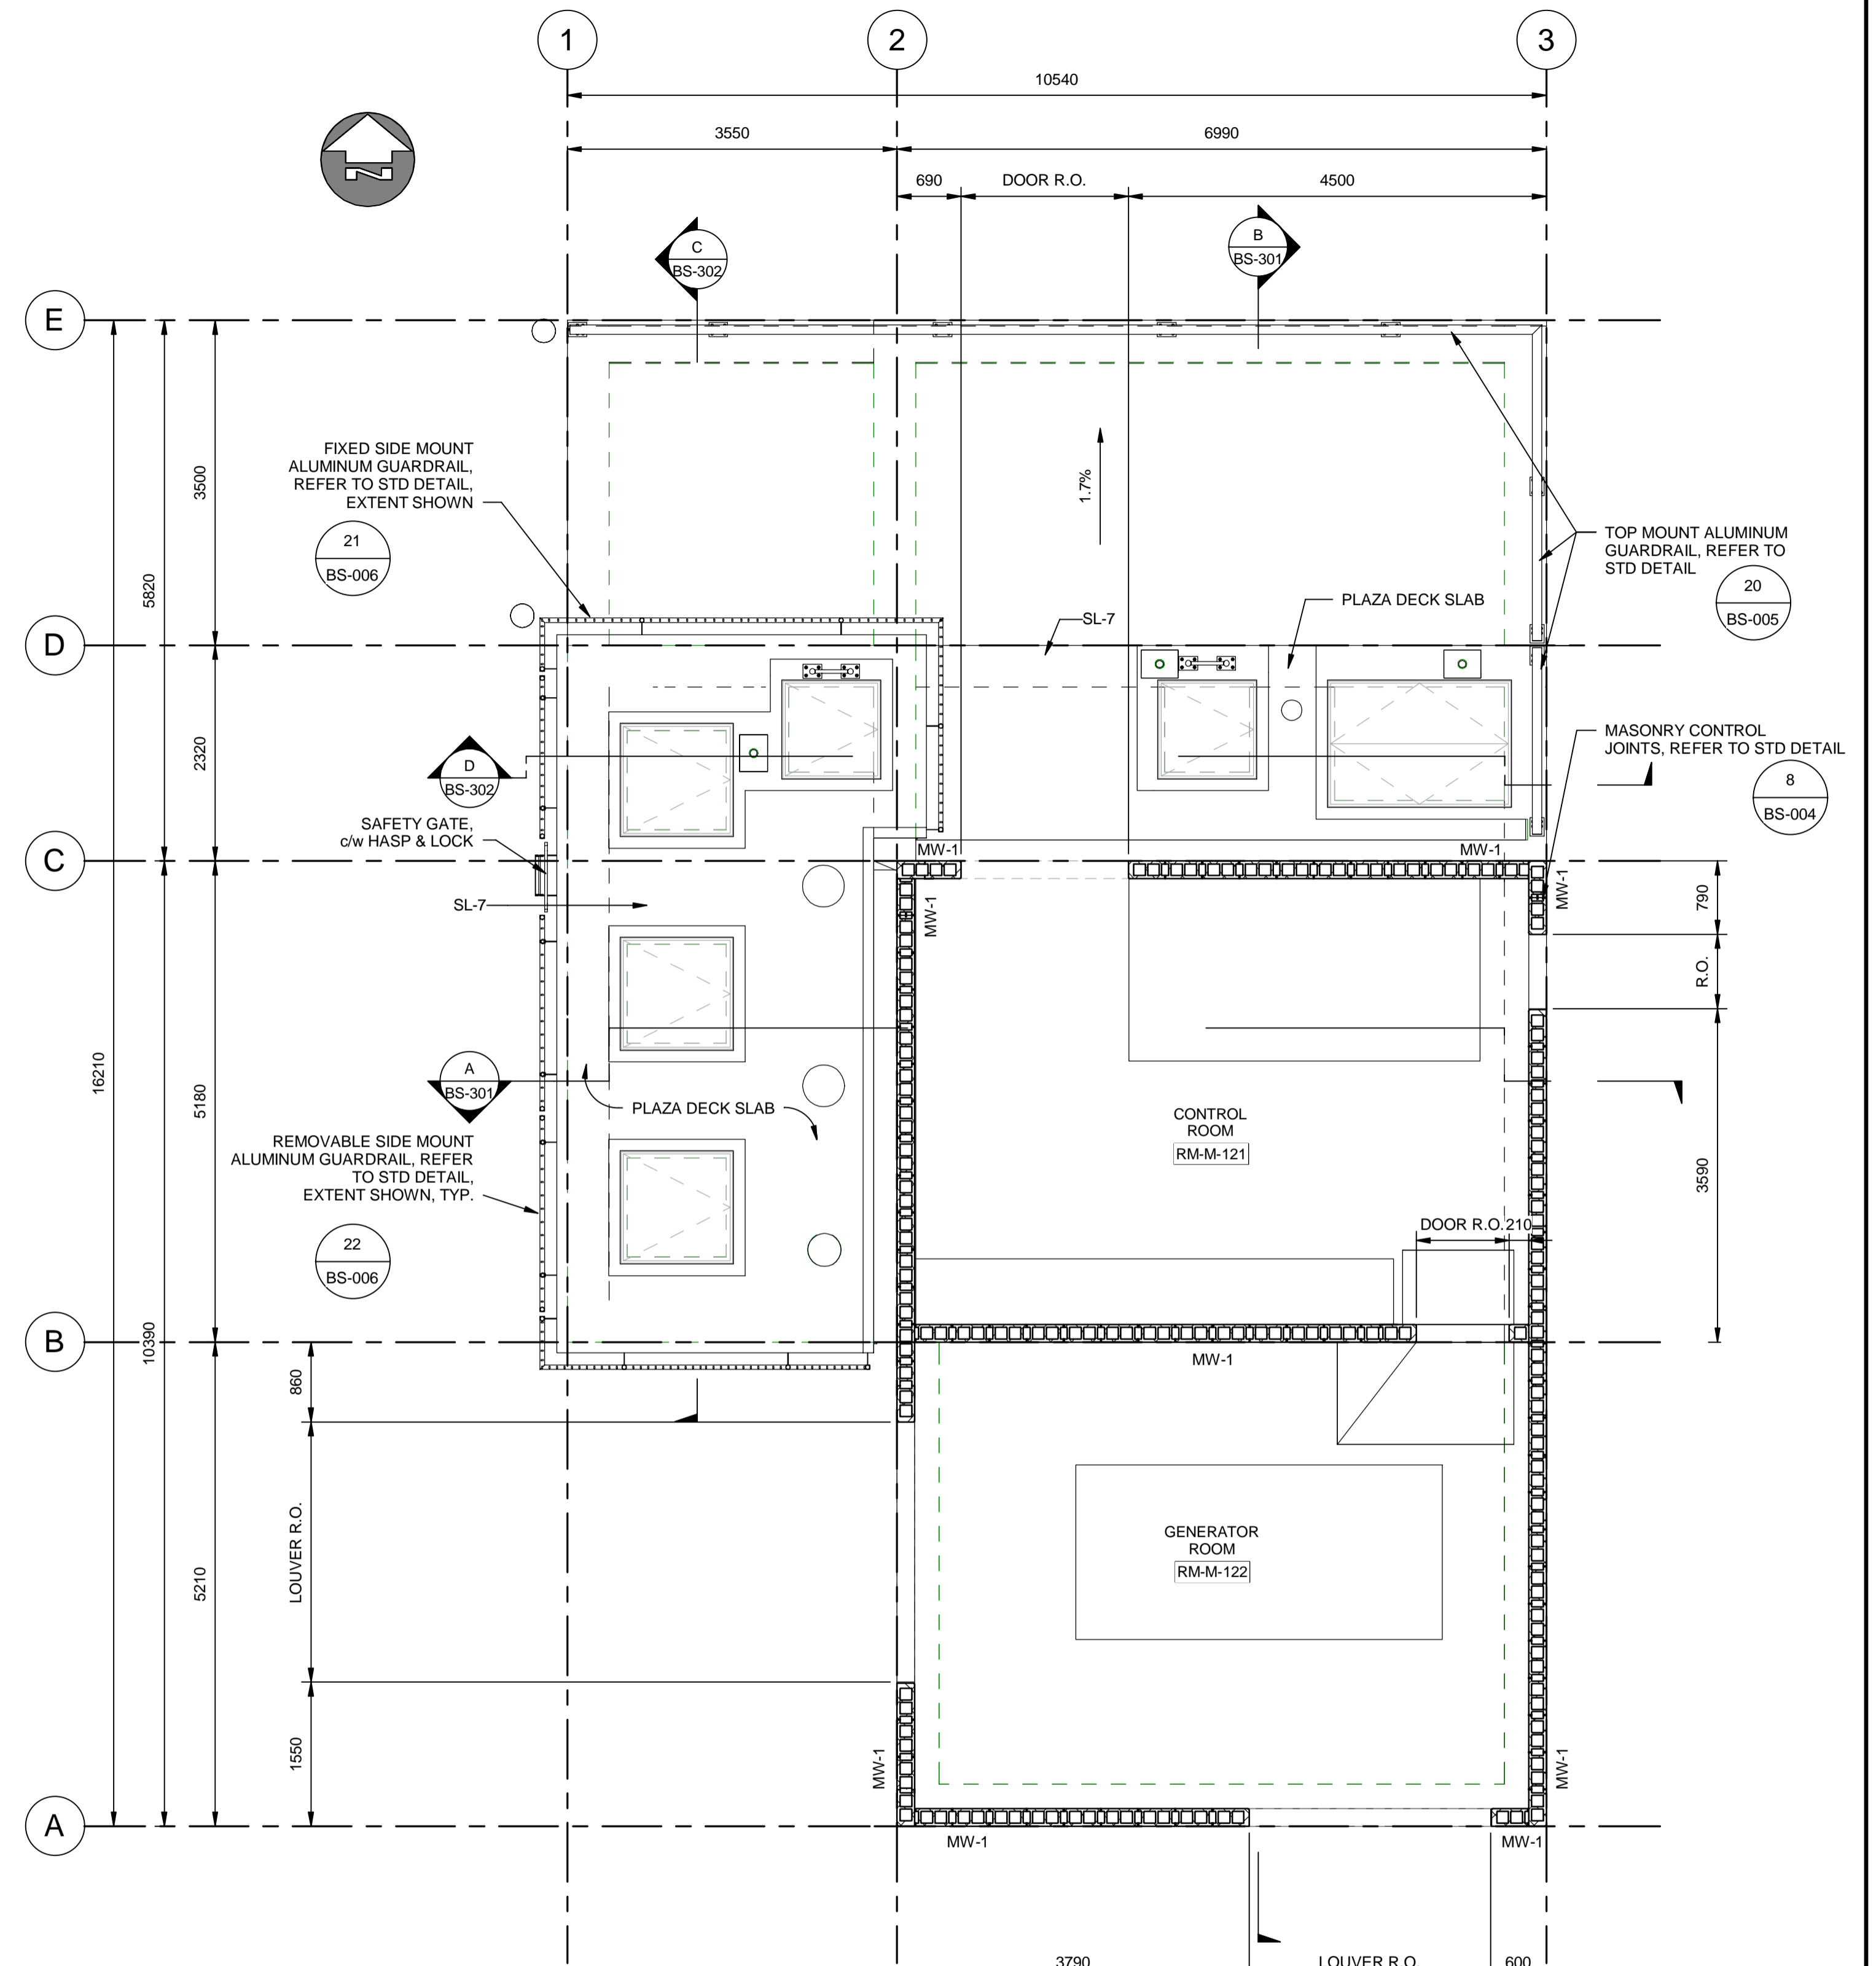 1
2
3
10540
3550
6990
690
DOOR R.O.
4500
N
C
BS-302
B
BS-301
E
FIXED SIDE MOUNT
ALUMINUM GUARDRAIL,
REFER TO STD DETAIL,
EXTENT SHOWN
3500
1.7%
21
BS-006
TOP MOUNT ALUMINUM
GUARDRAIL, REFER TO
STD DETAIL
20
BS-005
5820
PLAZA DECK SLAB
SL-7
D
2320
MASONRY CONTROL
JOINTS, REFER TO STD DETAIL
8
BS-004
D
BS-302
SAFETY GATE,
c/w HASP & LOCK
C
MW-1
MW-1
MW-1
MW-1
790
SL-7
R.O.
16210
5180
A
BS-301
PLAZA DECK SLAB
CONTROL
ROOM
RM-M-121
3590
REMOVABLE SIDE MOUNT
ALUMINUM GUARDRAIL, REFER
TO STD DETAIL,
EXTENT SHOWN, TYP.
22
BS-006
DOOR R.O.
210
B
10390
MW-1
860
LOUVER R.O.
5210
GENERATOR
ROOM
RM-M-122
1550
MW-1
MW-1
A
MW-1
MW-1
3790
LOUVER R.O.
600